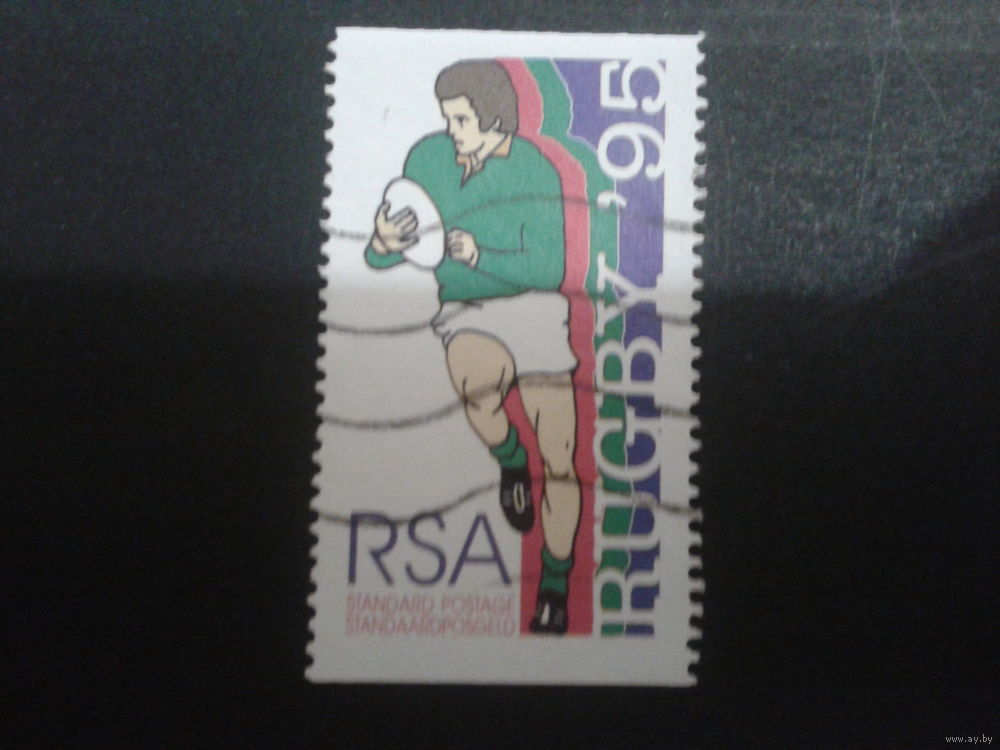 RUGBY '95
RSA
STANDARD POSTAGE
STANDAARDPOSGELD
www.ay.by